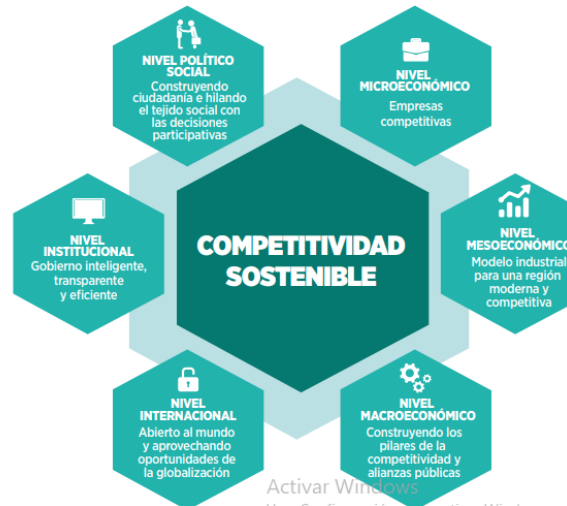 NIVEL POLÍTICO
SOCIAL
Construyendo
ciudadanía e hilando
el tejido social con
las decisiones
participativas
NIVEL
MICROECONÓMICO
Empresas
competitivas
NIVEL
INSTITUCIONAL
Gobierno inteligente,
transparente
y eficiente
COMPETITIVIDAD
SOSTENIBLE
NIVEL
MESOECONÓMICO
Modelo industrial
para una región
moderna y
competitiva
NIVEL
INTERNACIONAL
Abierto al mundo
y aprovechando
oportunidades de
la globalización
NIVEL
MACROECONÓMICO
Construyendo los
pilares de la
competitividad y
alianzas públicas
Activar Windows